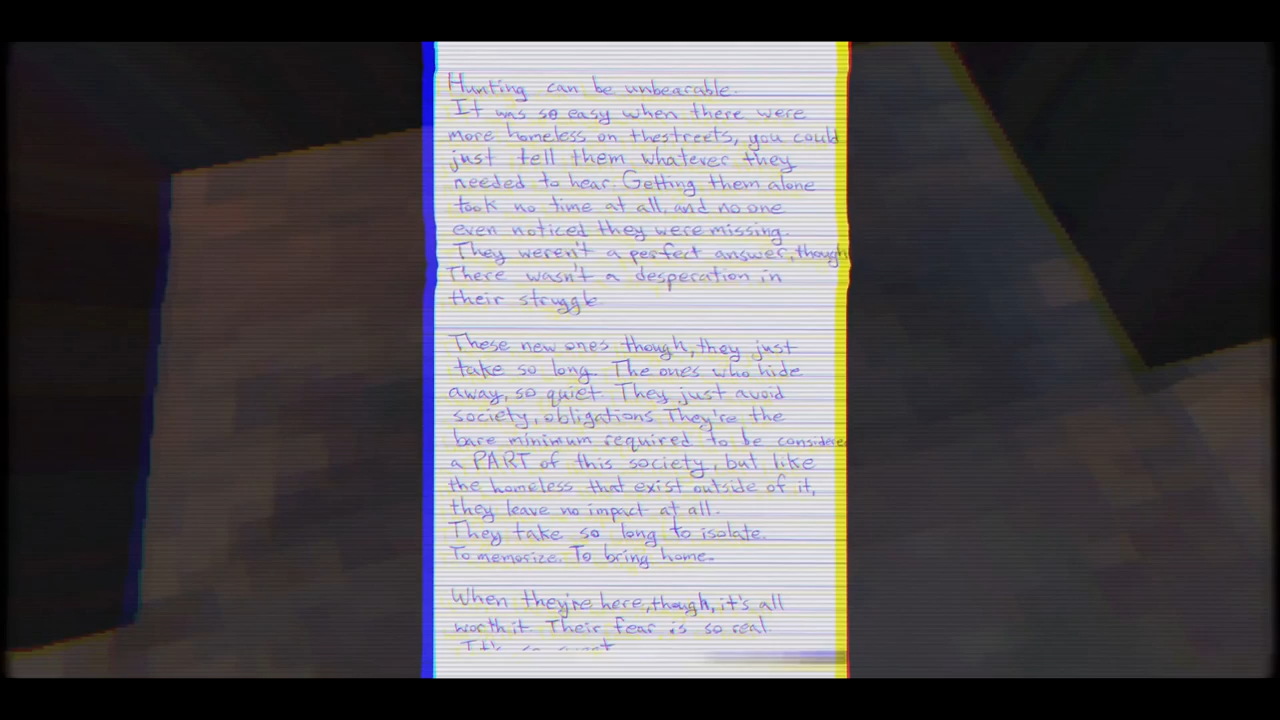 Hunting can be unbearable.
It was so easy when there were
more homeless on thestreets, you could
just tell them whatever they
needed to hear. Getting them alone
took no time at all, and no one
even noticed they were missing.
They weren't a perfect answer, though
There wasn't a desperation in
their struggle
These new ones though, they just
take so long. The ones who hide
away, so quiet. They just avoid
society, obligations. They're the
bare minimum required to be considere
a PART of this society, but like
the homeless that exist outside of it,
they leave no impact at all.
They take so long to isolate.
To memorize. To bring home.
When they're here, though, it's all
worth it. Their fear is so real.
It's so